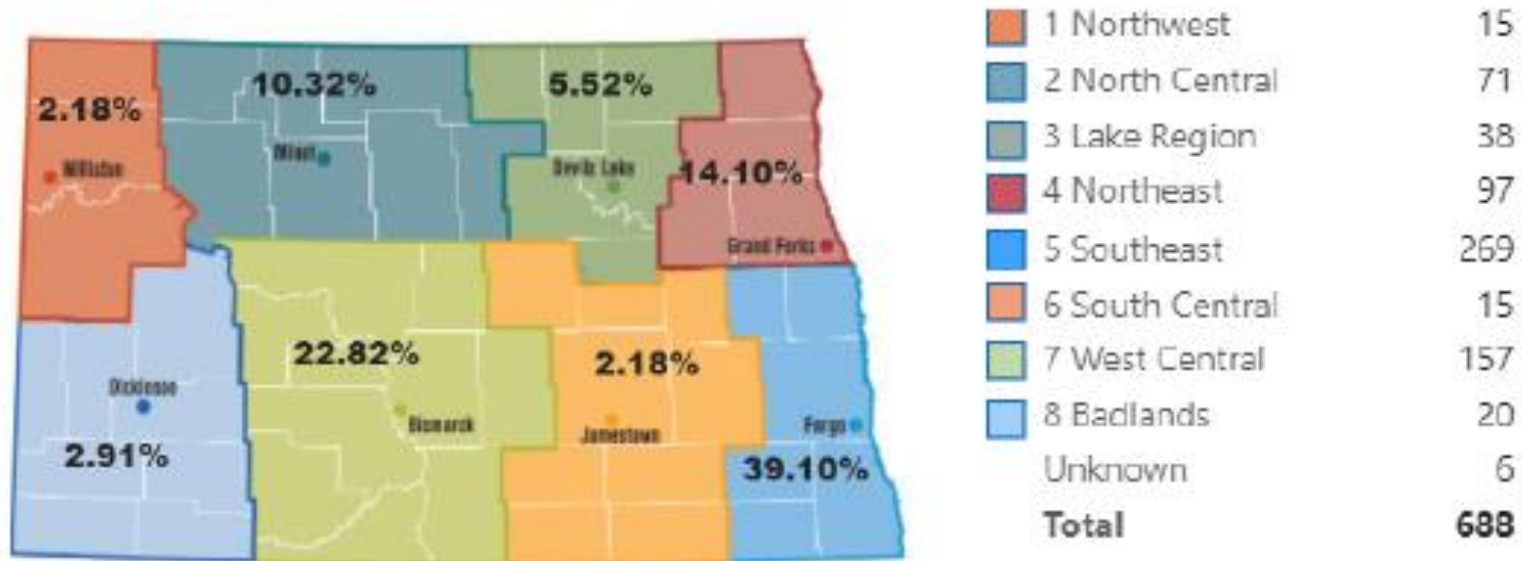 10.32%
5.52%
2.18%
Williston
Minot
Devils Lake
14.10%
Grand Forks
22.82%
2.18%
Dickinson
Bismarck
Jamestown
Fargo
2.91%
39.10%
1 Northwest 15
2 North Central 71
3 Lake Region 38
4 Northeast 97
5 Southeast 269
6 South Central 15
7 West Central 157
8 Badlands 20
Unknown 6
Total 688